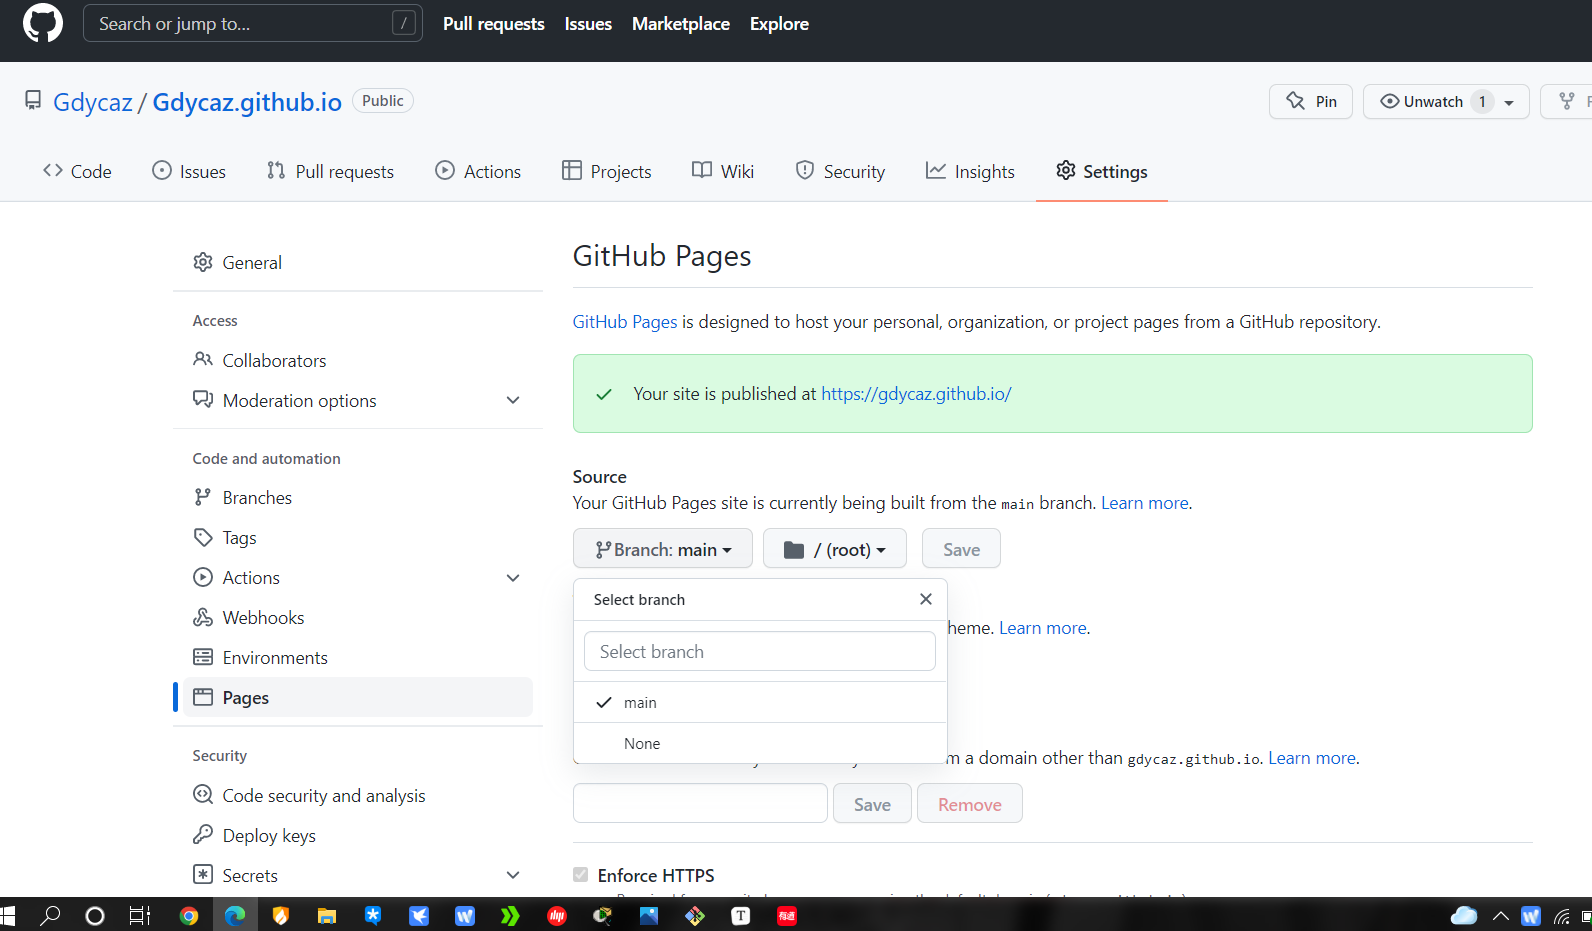 Search or jump to... /
Pull requests Issues Marketplace Explore
Gdycaz / Gdycaz.github.io Public
Pin
Unwatch 1
Code
Issues
Pull requests
Actions
Projects
Wiki
Security
Insights
Settings
General
Access
Collaborators
Moderation options
Code and automation
Branches
Tags
Actions
Webhooks
Environments
Pages
Security
Code security and analysis
Deploy keys
Secrets
GitHub Pages
GitHub Pages is designed to host your personal, organization, or project pages from a GitHub repository.
Your site is published at https://gdycaz.github.io/
Source
Your GitHub Pages site is currently being built from the main branch. Learn more.
Branch: main
/ (root)
Save
Select branch
Select branch
main
None
heme. Learn more.
m a domain other than gdycaz.github.io. Learn more.
Save
Remove
Enforce HTTPS